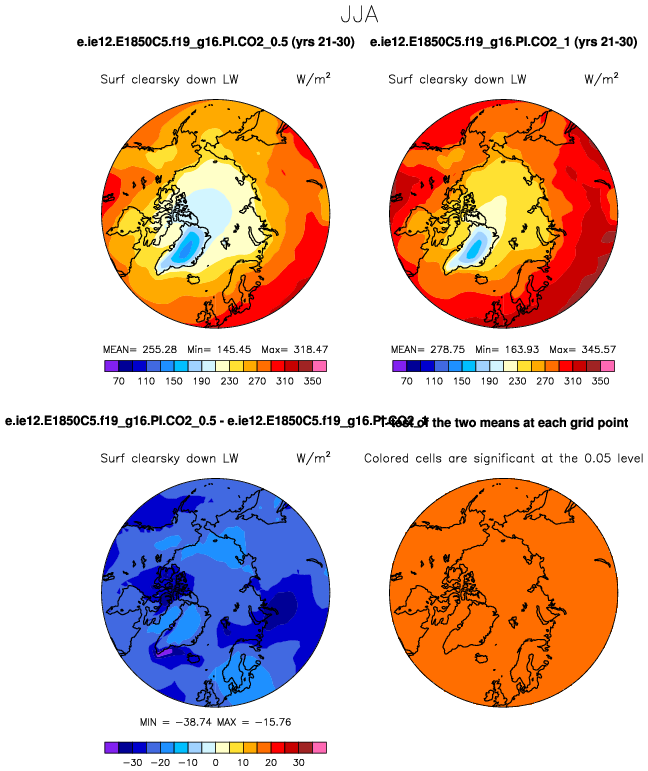 JJA
e.ie12.E1850C5.f19_g16.PI.CO2_0.5 (yrs 21-30)
e.ie12.E1850C5.f19_g16.PI.CO2_1 (yrs 21-30)
Surf clearsky down LW W/m²
Surf clearsky down LW W/m²
MEAN= 255.28 Min= 145.45 Max= 318.47
MEAN= 278.75 Min= 163.93 Max= 345.57
70 110 150 190 230 270 310 350
70 110 150 190 230 270 310 350
e.ie12.E1850C5.f19_g16.PI.CO2_0.5 - e.ie12.E1850C5.f19_g16.PI.CO2_1
T-test of the two means at each grid point
Surf clearsky down LW W/m²
Colored cells are significant at the 0.05 level
MIN = −38.74 MAX = −15.76
−30 −20 −10 0 10 20 30